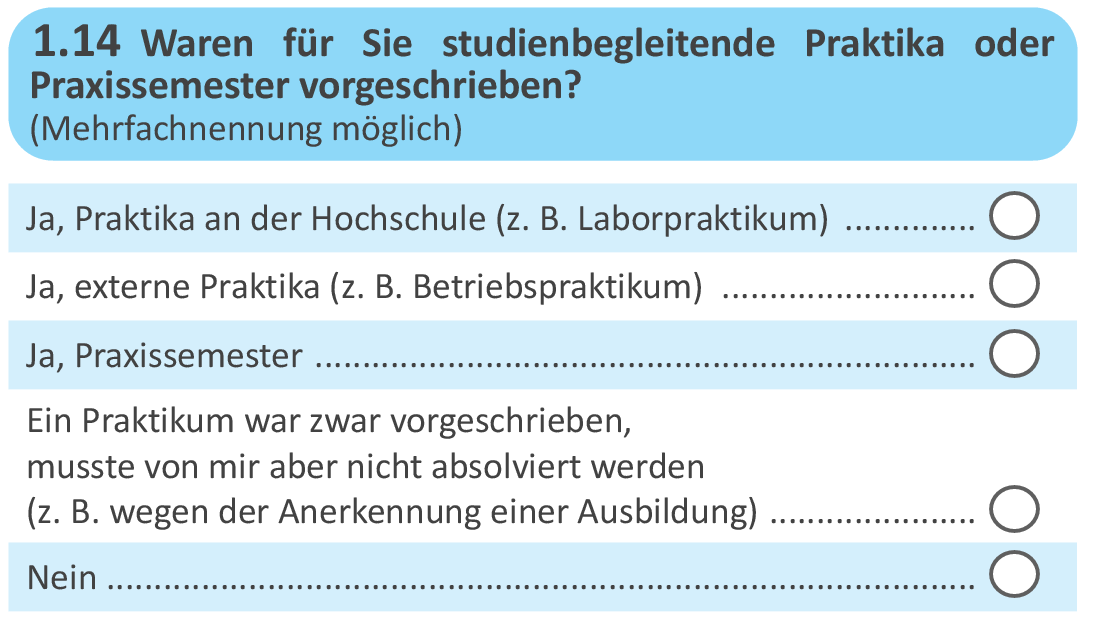 1.14 Waren für Sie studienbegleitende Praktika oder
Praxissemester vorgeschrieben?
(Mehrfachnennung möglich)
Ja, Praktika an der Hochschule (z. B. Laborpraktikum) ..............
Ja, externe Praktika (z. B. Betriebspraktikum) ...........................
Ja, Praxissemester ......................................................................
Ein Praktikum war zwar vorgeschrieben,
musste von mir aber nicht absolviert werden
(z. B. wegen der Anerkennung einer Ausbildung) ......................
Nein ............................................................................................